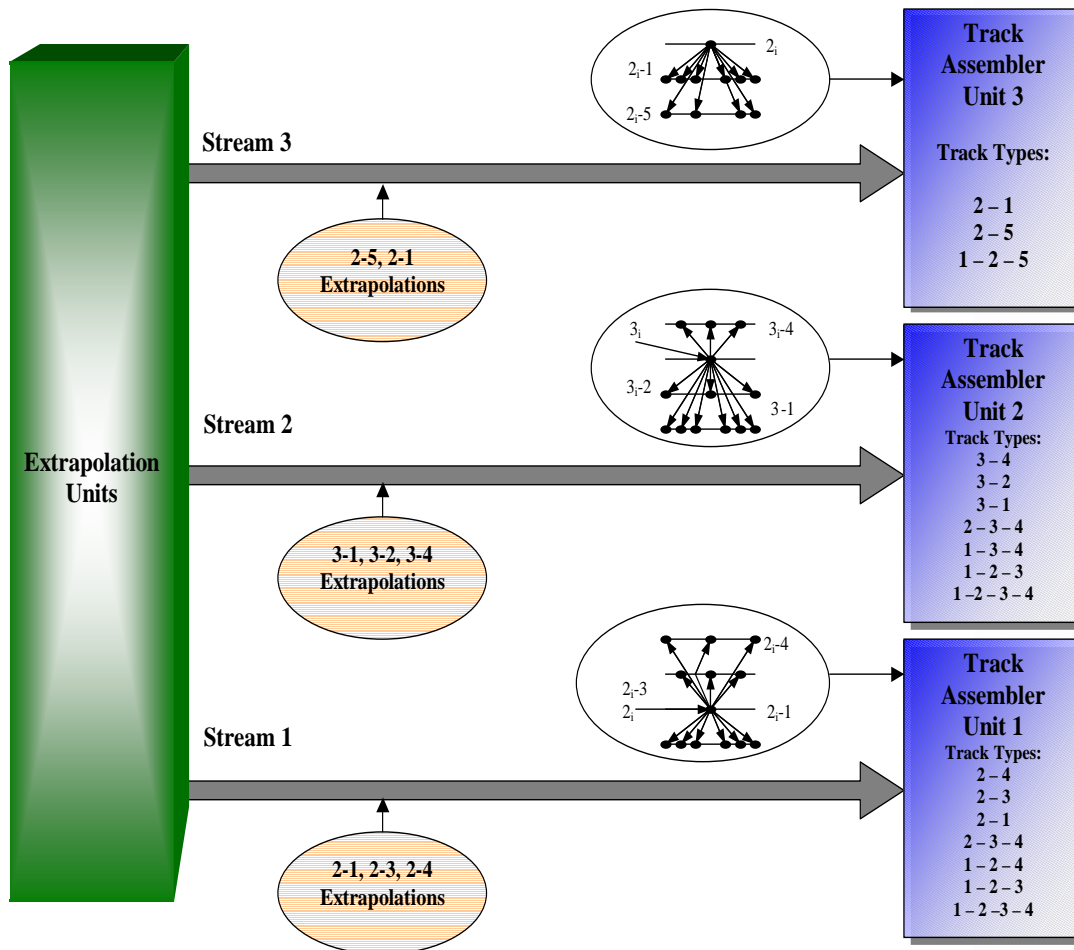 Extrapolation
Units
Stream 3
2-5, 2-1
Extrapolations
2i
2i-1
2i-5
Track
Assembler
Unit 3
Track Types:
2 – 1
2 – 5
1 – 2 – 5
Stream 2
3-1, 3-2, 3-4
Extrapolations
3i
3i-4
3i-2
3-1
Track
Assembler
Unit 2
Track Types:
3 – 4
3 – 2
3 – 1
2 – 3 – 4
1 – 3 – 4
1 – 2 – 3
1 –2 – 3 - 4
Stream 1
2-1, 2-3, 2-4
Extrapolations
2i-4
2i-3
2i
2i-1
Track
Assembler
Unit 1
Track Types:
2 – 4
2 – 3
2 – 1
2 – 3 – 4
1 – 2 – 4
1 – 2 – 3
1 – 2 –3 – 4